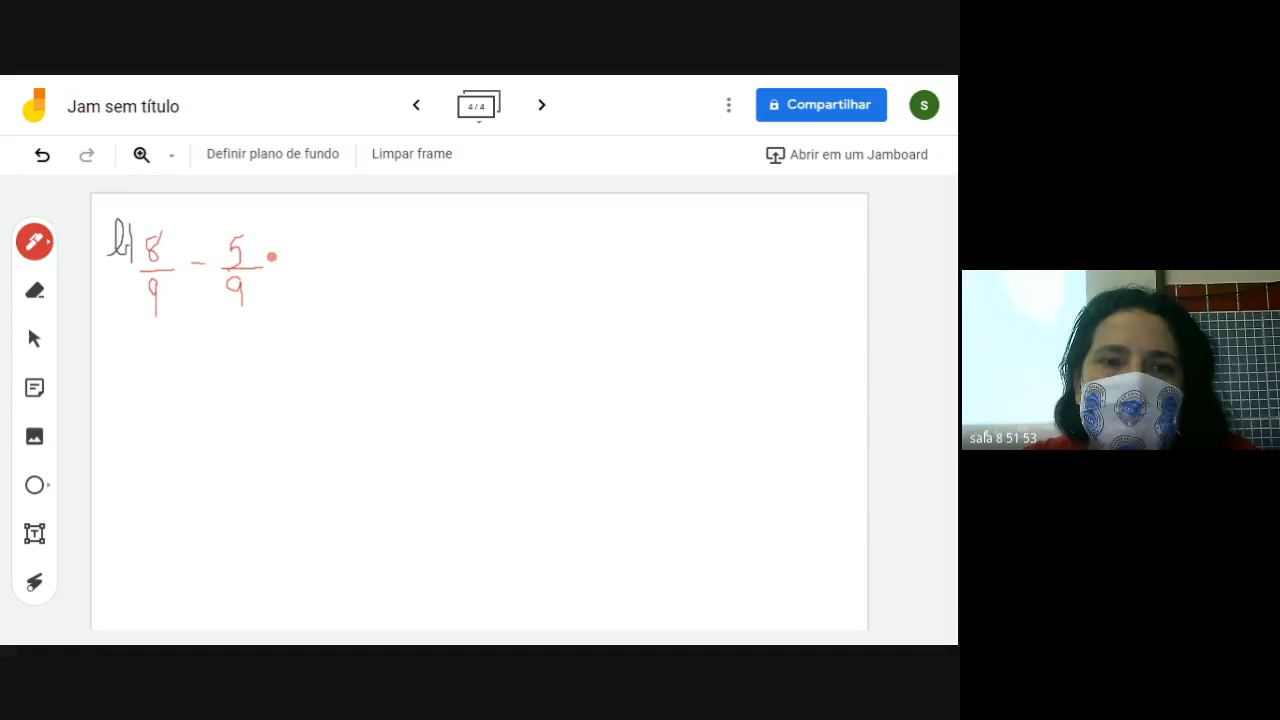 Jam sem título
4 / 4
Compartilhar
S
Definir plano de fundo
Limpar frame
Abrir em um Jamboard
b) 8/9 - 5/9
T
sala 8 51 53